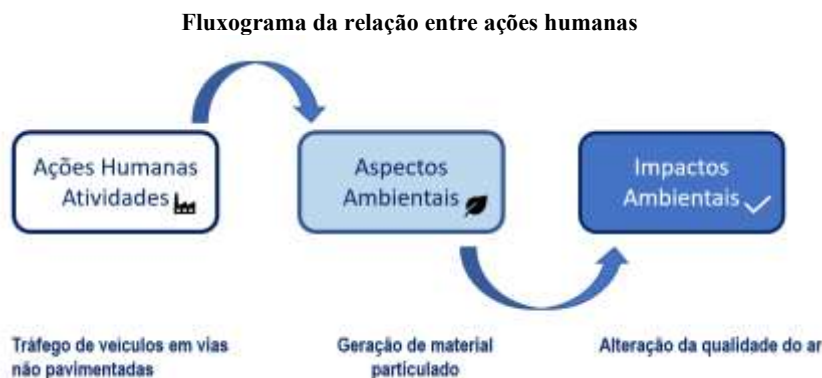 Fluxograma da relação entre ações humanas
Ações Humanas
Atividades
Aspectos
Ambientais
Impactos
Ambientais
Tráfego de veículos em vias
não pavimentadas
Geração de material
particulado
Alteração da qualidade do ar